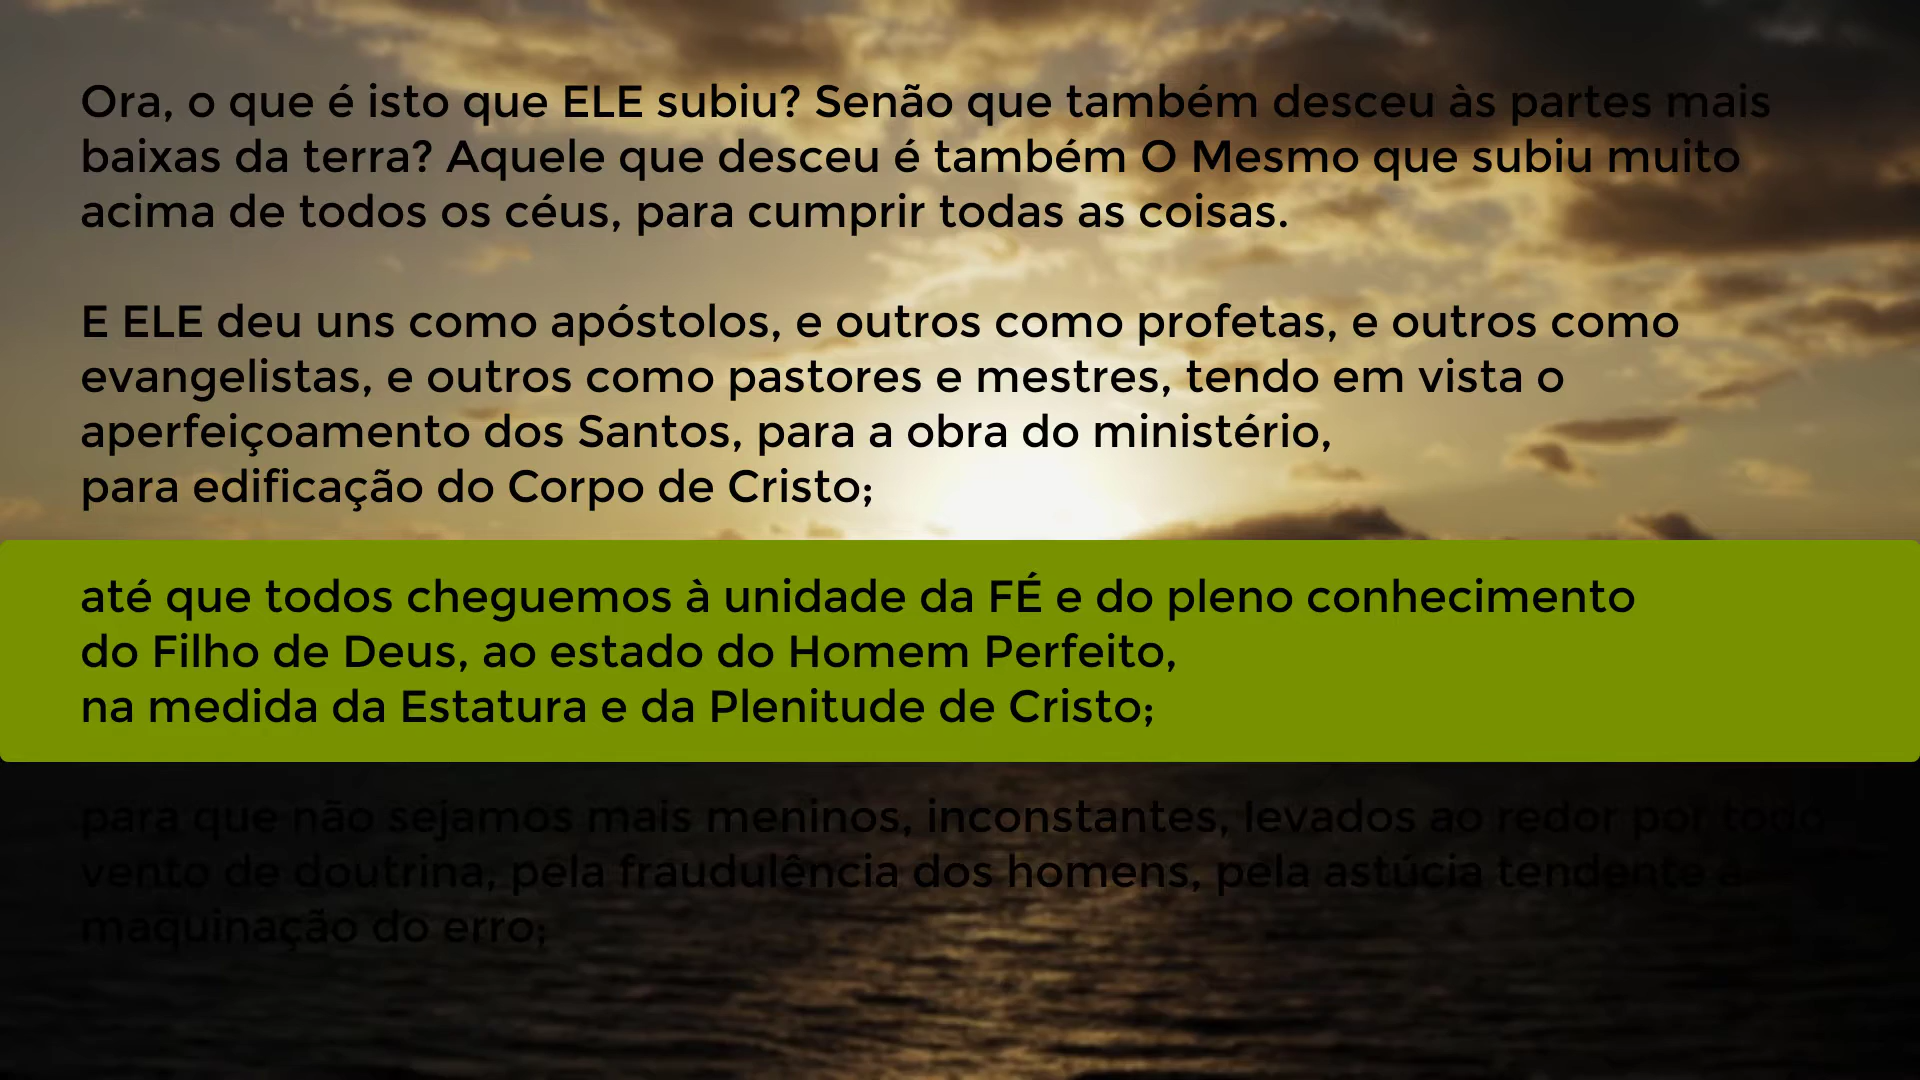 Ora, o que é isto que ELE subiu? Senão que também desceu às partes mais
baixas da terra? Aquele que desceu é também O Mesmo que subiu muito
acima de todos os céus, para cumprir todas as coisas.
E ELE deu uns como apóstolos, e outros como profetas, e outros como
evangelistas, e outros como pastores e mestres, tendo em vista o
aperfeiçoamento dos Santos, para a obra do ministério,
para edificação do Corpo de Cristo;
até que todos cheguemos à unidade da FÉ e do pleno conhecimento
do Filho de Deus, ao estado do Homem Perfeito,
na medida da Estatura e da Plenitude de Cristo;
para que não sejamos mais meninos, inconstantes, levados ao redor por todo
vento de doutrina, pela fraudulência dos homens, pela astúcia tendente
maquinação do erro;